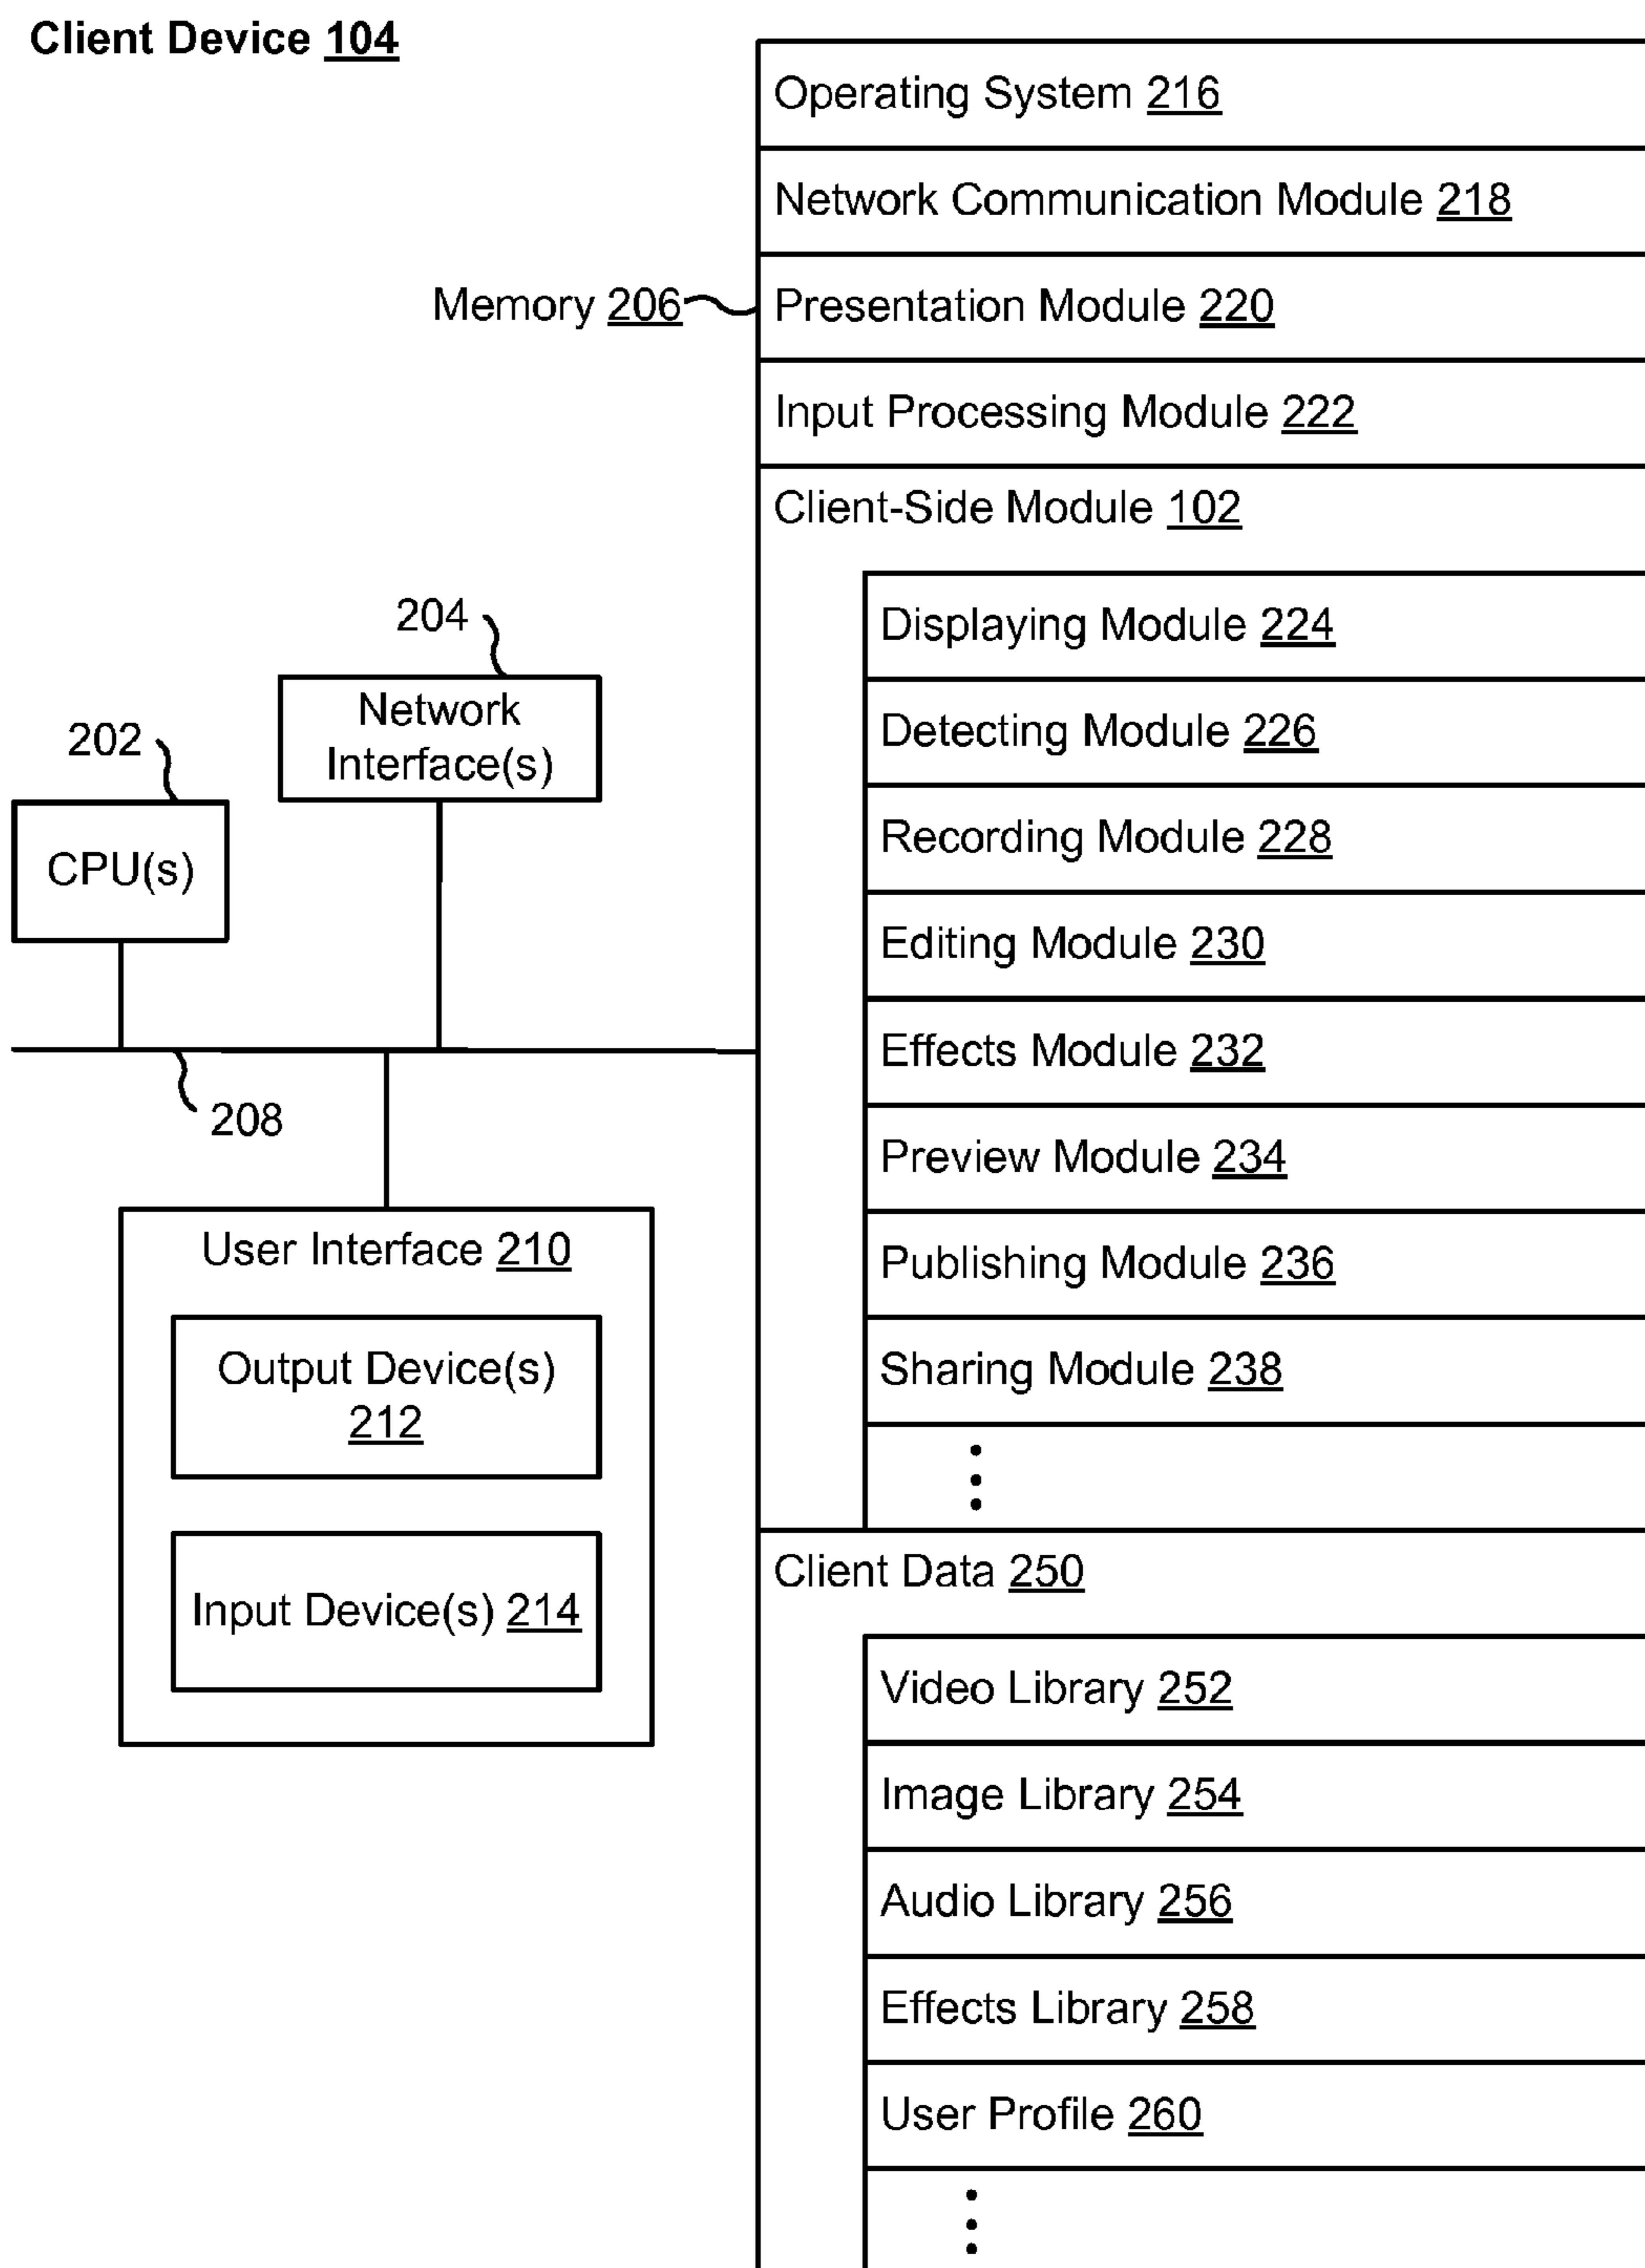 Client Device 104
Operating System 216
Network Communication Module 218
Memory 206
Presentation Module 220
Input Processing Module 222
Client-Side Module 102
Displaying Module 224
Detecting Module 226
Recording Module 228
Editing Module 230
Effects Module 232
Preview Module 234
Publishing Module 236
Sharing Module 238
Client Data 250
Video Library 252
Image Library 254
Audio Library 256
Effects Library 258
User Profile 260
204
Network
Interface(s)
202
CPU(s)
208
User Interface 210
Output Device(s)
212
Input Device(s) 214